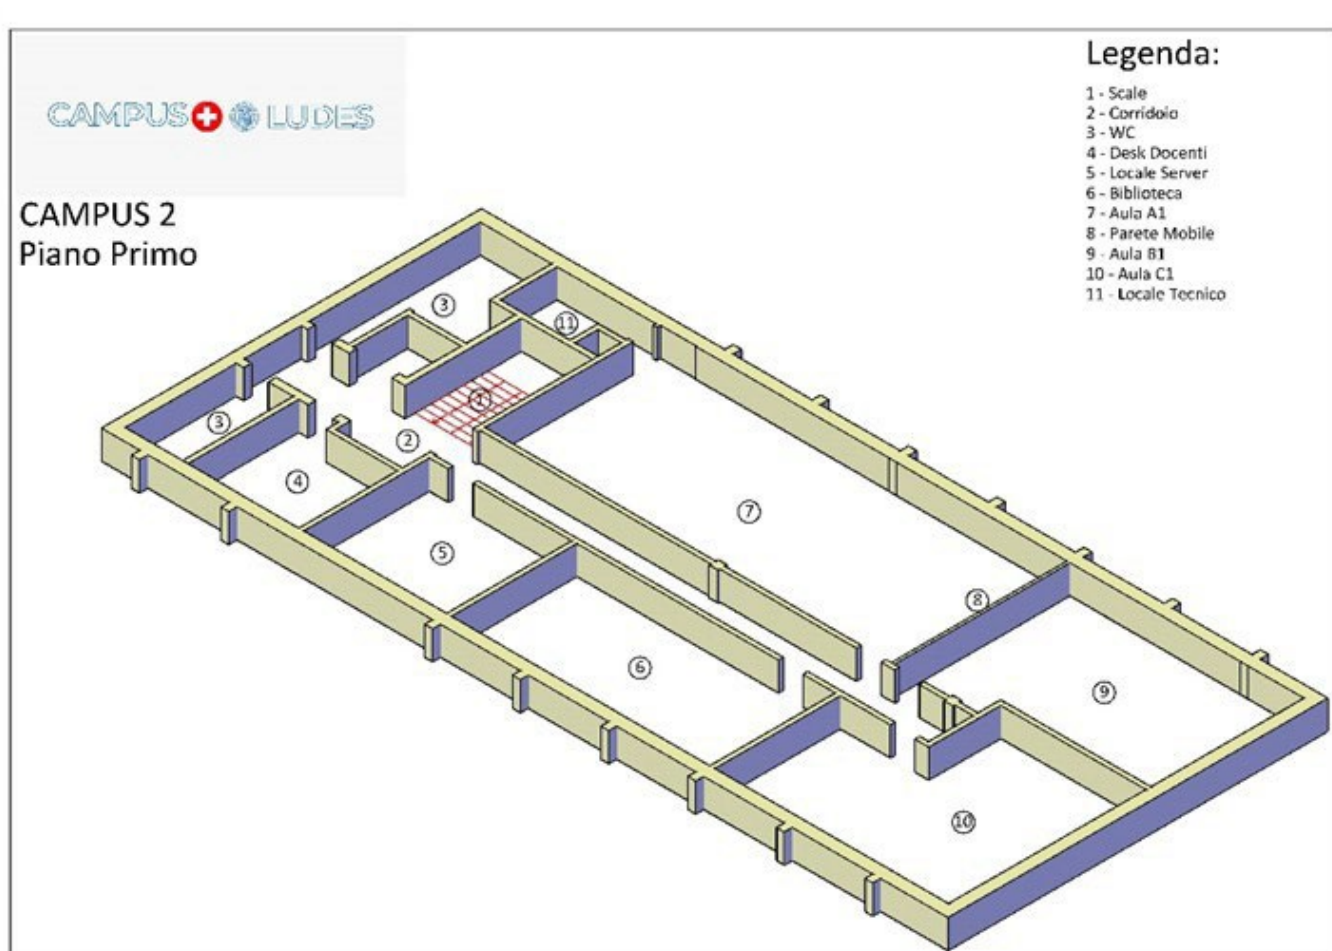 CAMPUS LUDES
CAMPUS 2
Piano Primo
Legenda:
1 - Scale
2 - Corridoio
3 - WC
4 - Desk Docenti
5 - Locale Server
6 - Biblioteca
7 - Aula A1
8 - Parete Mobile
9 - Aula B1
10 - Aula C1
11 - Locale Tecnico
3
11
1
3
2
4
7
5
8
6
9
10